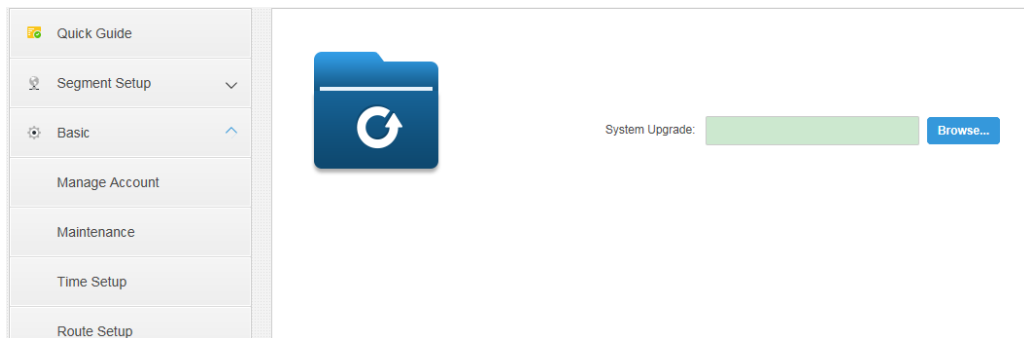 Quick Guide
Segment Setup
Basic
Manage Account
Maintenance
Time Setup
Route Setup
System Upgrade:
Browse...